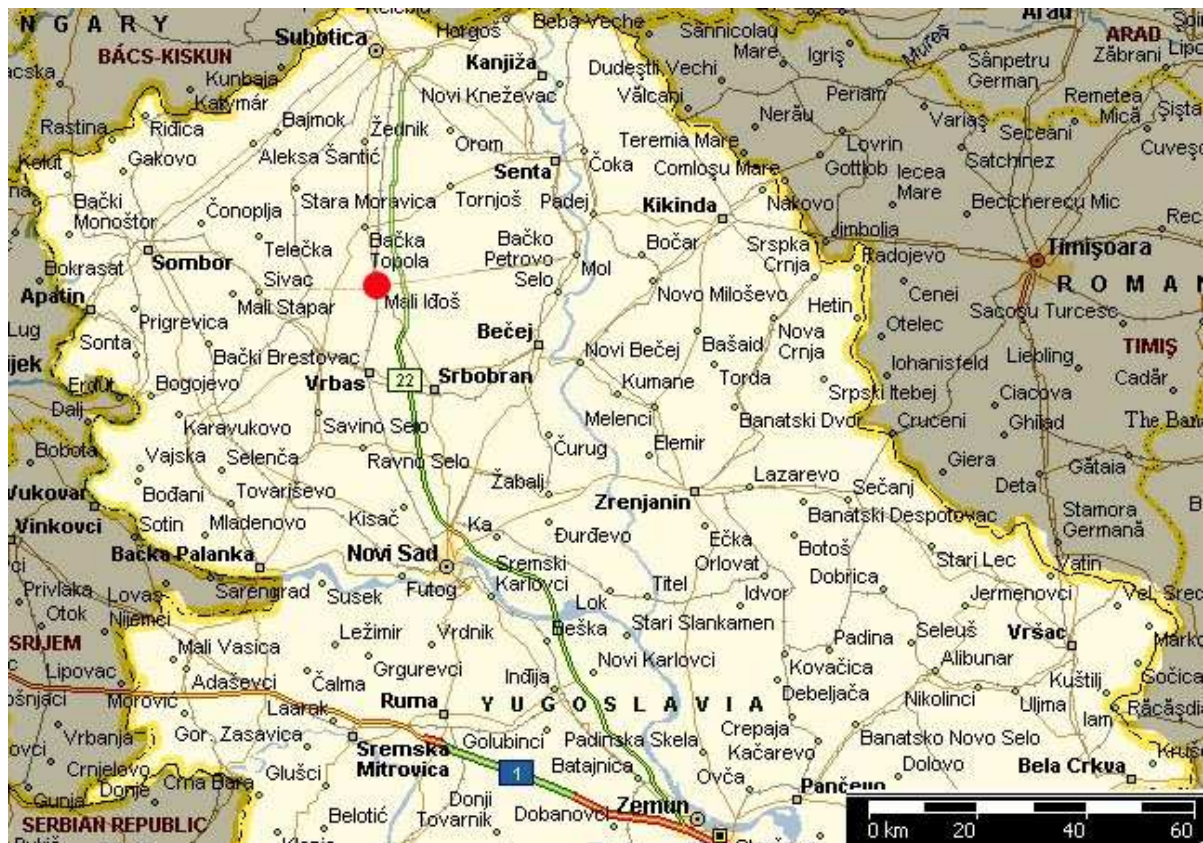 N G A R Y
Subotica
Horgoš
Beba Veche
Sânnicolau
Mare
Igriş
Mureş
Arad
ARAD
Zăbrani
BÁCS-KISKUN
Kunbaja
Kanjiža
Dudeştii Vechi
Sânpetru
German
Katymár
Novi Kneževac
Vălcani
Periam
Remetea
Mică
Rastina
Riđica
Bajmok
Žednik
Nerău
Variaş
Seceani
Gakovo
Aleksa Šantić
Orom
Teremia Mare
Lovrin
Satchinez
Čoka
Senta
Comloşu Mare
Gottlob
Iecea
Mare
Bački
Monoštor
Čonoplja
Stara Moravica
Tornjoš
Padej
Kikinda
Nakovo
Becicherecu Mic
Telečka
Bačka
Topola
Bačko
Petrovo
Selo
Bočar
Srspka
Crnja
Jimbolia
Timişoara
Bokrasat
Sombor
Sivac
Mol
Radojevo
R O M A N
Apatin
Mali Stapar
Mali Iđoš
Novo Miloševo
Hetin
Cenei
Lug
Prigrevica
Sacoşu Turcesc
Sonta
Bečej
Nova
Crnja
Otelec
TIMIŞ
ijek
Bački Brestovac
Novi Bečej
Bašaid
Iohanisfeld
Liebling
Erdut
Bogojevo
Vrbas
22
Srbobran
Kumane
Torda
Srpski Itebej
Ciacova
Cadăr
Dalj
Karavukovo
Savino Selo
Melenci
Banatski Dvor
Cruceni
Ghilad
The Ban
Bobota
Vajska
Selenča
Ravno Selo
Čurug
Elemir
Giera
Gătaia
Vukovar
Bođani
Tovariševo
Žabalj
Lazarevo
Deta
Vinkovci
Sotin
Mladenovo
Kisač
Ka
Zrenjanin
Sečanj
Banatski Despotovac
Stamora
Germană
Bačka Palanka
Novi Sad
Đurđevo
Ečka
Botoš
Stari Lec
Vatin
Privlaka
Lovas
Sarengrad
Susek
Futog
Sremski
Karlovci
Titel
Orlovat
Dobrica
Otok
Nijemci
Lok
Idvor
Jermenovci
SRIJEM
Ležimir
Vrdnik
Beška
Stari Slankamen
Padina
Seleuš
Vršac
Mali Vasica
Lipovac
Grgurevci
Novi Karlovci
Kovačica
Alibunar
Adaševci
Čalma
Inđija
Debeljača
Nikolinci
Kuštilj
Morović
Laarak
Ruma
Y U G O S L A V I A
Uljma
Iam
Vrbanja
Gor. Zasavica
Golubinci
Padinska Skela
Crepaja
Sremska
Mitrovica
Kačarevo
Banatsko Novo Selo
Crnjelovo
Donje
Crna Bara
Glušci
1
Batajnica
Ovča
Dolovo
Bela Crkva
Gunja
Donji
Tovarnik
Dobanovci
Zemun
Pančevo
SERBIAN REPUBLIC
Belotić
0 km
20
40
60